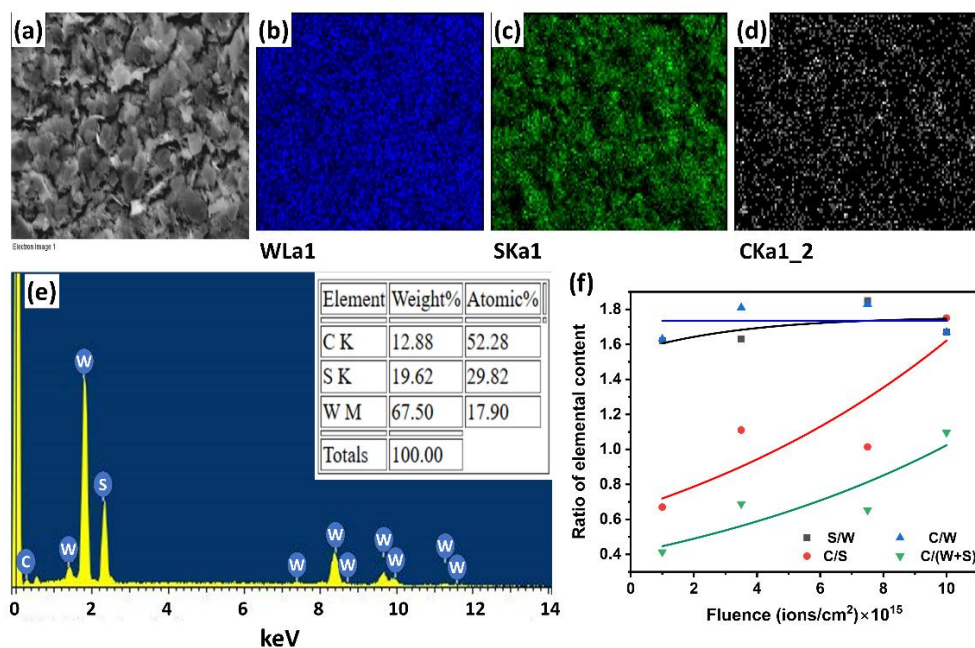 (a)
(b)
(c)
(d)
Electron Image 1
WLa1
SKa1
CKa1_2
(e)
Element Weight% Atomic%
C K 12.88 52.28
S K 19.62 29.82
W M 67.50 17.90
Totals 100.00
C
W
W
S
W
W
W
W
W
W
W
0 2 4 6 8 10 12 14
keV
(f)
Ratio of elemental content
1.8
1.6
1.4
1.2
1.0
0.8
0.6
0.4
S/W C/W
C/S C/(W+S)
0 2 4 6 8 10
Fluence (ions/cm²)×10¹⁵